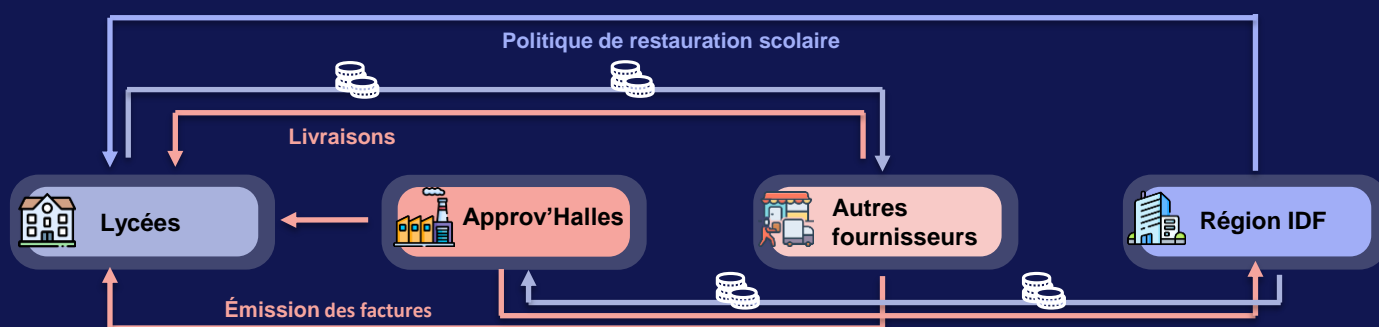 Politique de restauration scolaire
Livraisons
Lycées
Approv’Halles
Autres
fournisseurs
Région IDF
Émission des factures